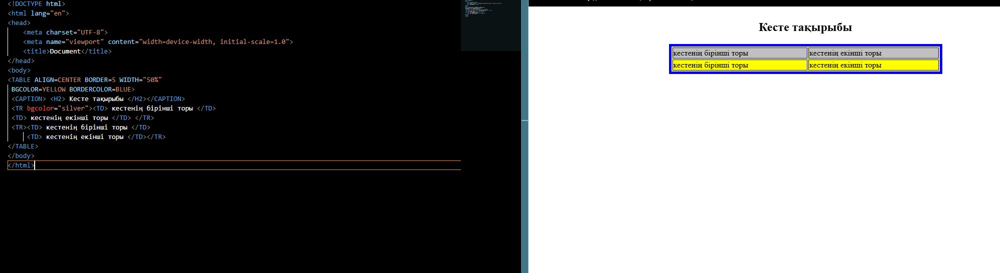 <!DOCTYPE html>
<html lang="en">
<head>
    <meta charset="UTF-8">
    <meta name="viewport" content="width=device-width, initial-scale=1.0">
    <title>Document</title>
</head>
<body>
<TABLE ALIGN=CENTER BORDER=5 WIDTH="50%"
 BGCOLOR=YELLOW BORDERCOLOR=BLUE>
 <CAPTION> <H2> Кесте тақырыбы </H2></CAPTION>
 <TR bgcolor="silver"><TD> кестенің бірінші торы </TD>
 <TD> кестенің екінші торы </TD> </TR>
 <TR><TD> кестенің бірінші торы </TD>
     <TD> кестенің екінші торы </TD></TR>
</TABLE>
</body>
</html>
Кесте тақырыбы
кестенің бірінші торы кестенің екінші торы
кестенің бірінші торы кестенің екінші торы